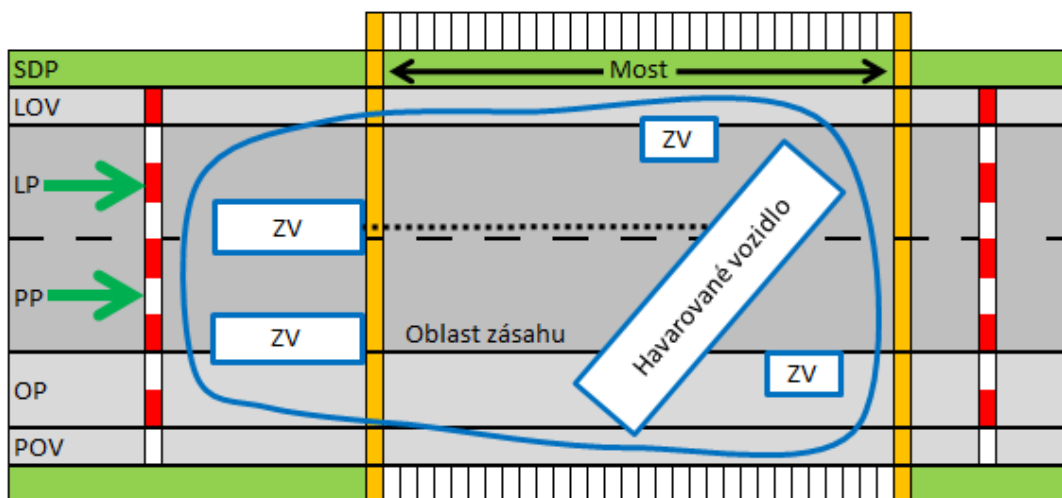 SDP
Most
LOV
ZV
LP
ZV
Havarované vozidlo
PP
ZV
Oblast zásahu
ZV
OP
POV